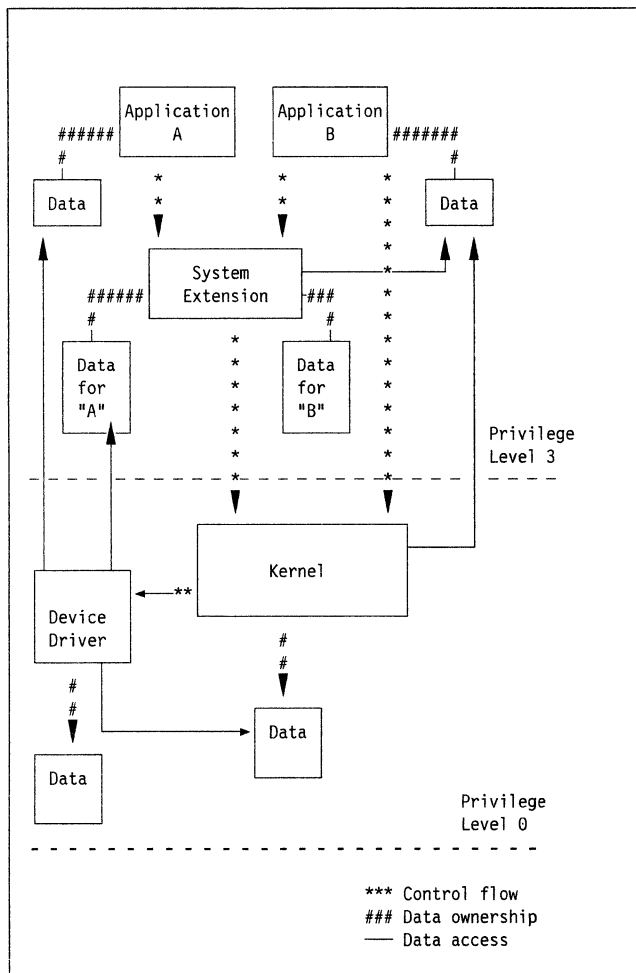 Application
A
Application
B
######
#######
#
#
Data
Data
System
Extension
######
###
#
#
Data
for
"A"
Data
for
"B"
Privilege
Level 3
Kernel
**
Device
Driver
#
#
#
#
Data
Data
Privilege
Level 0
*** Control flow
### Data ownership
── Data access